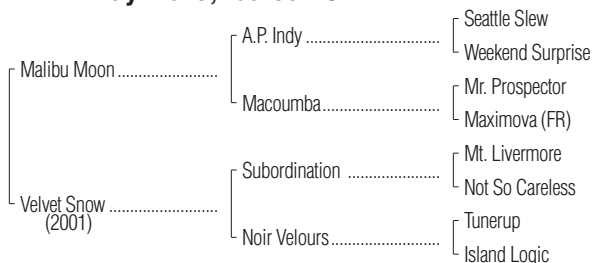 A.P. Indy
Seattle Slew
Weekend Surprise
Malibu Moon
Macoumba
Mr. Prospector
Maximova (FR)
Subordination
Mt. Livermore
Not So Careless
Velvet Snow
(2001)
Noir Velours
Tunerup
Island Logic